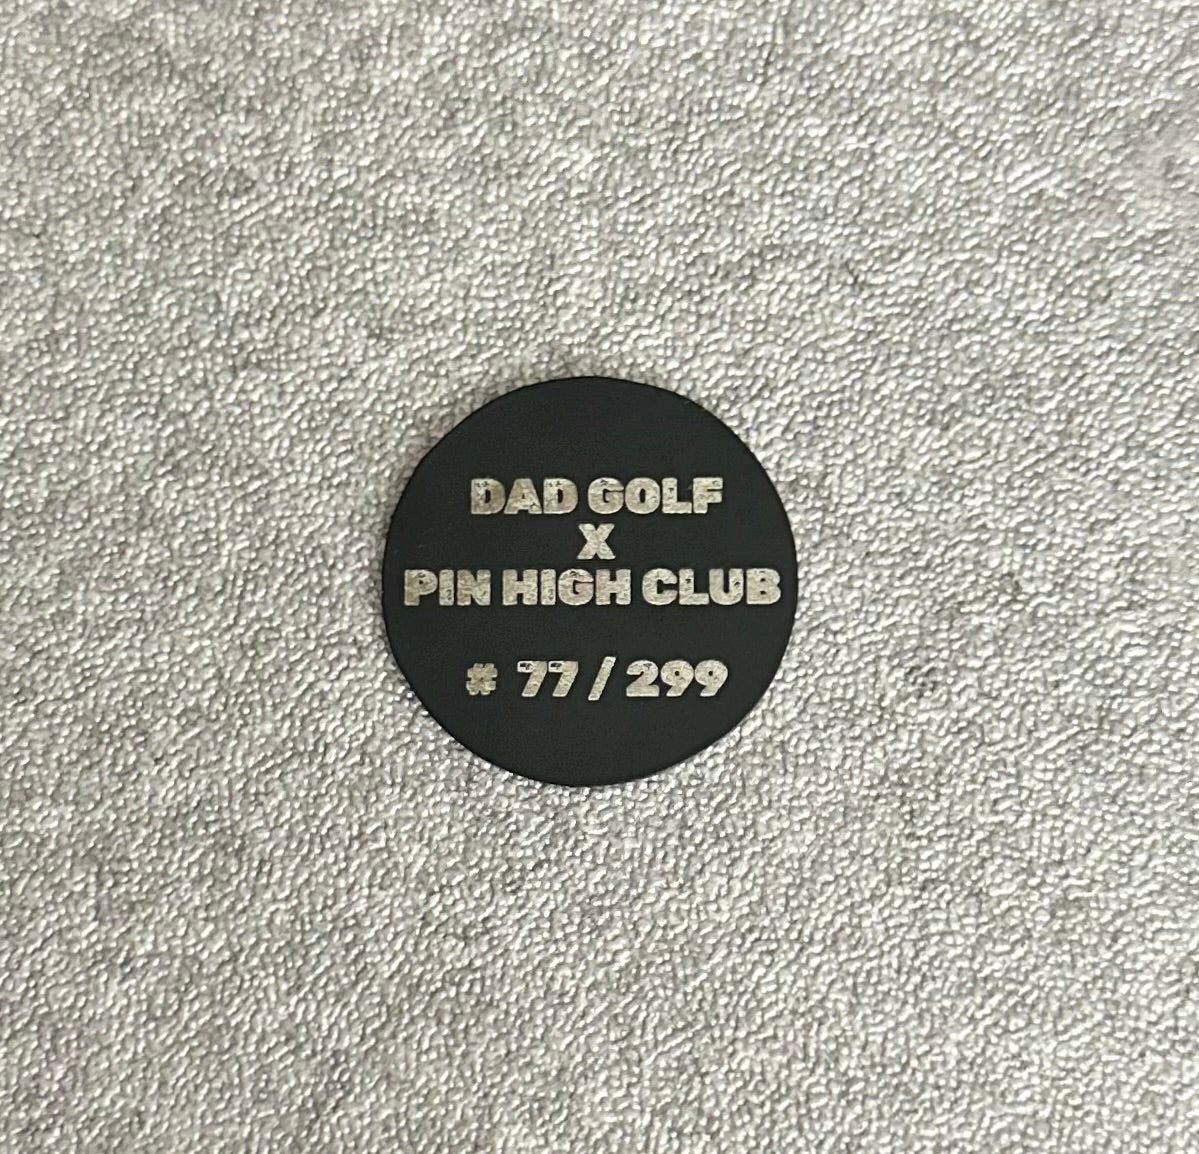 DAD GOLF
X
PIN HIGH CLUB
# 77 / 299